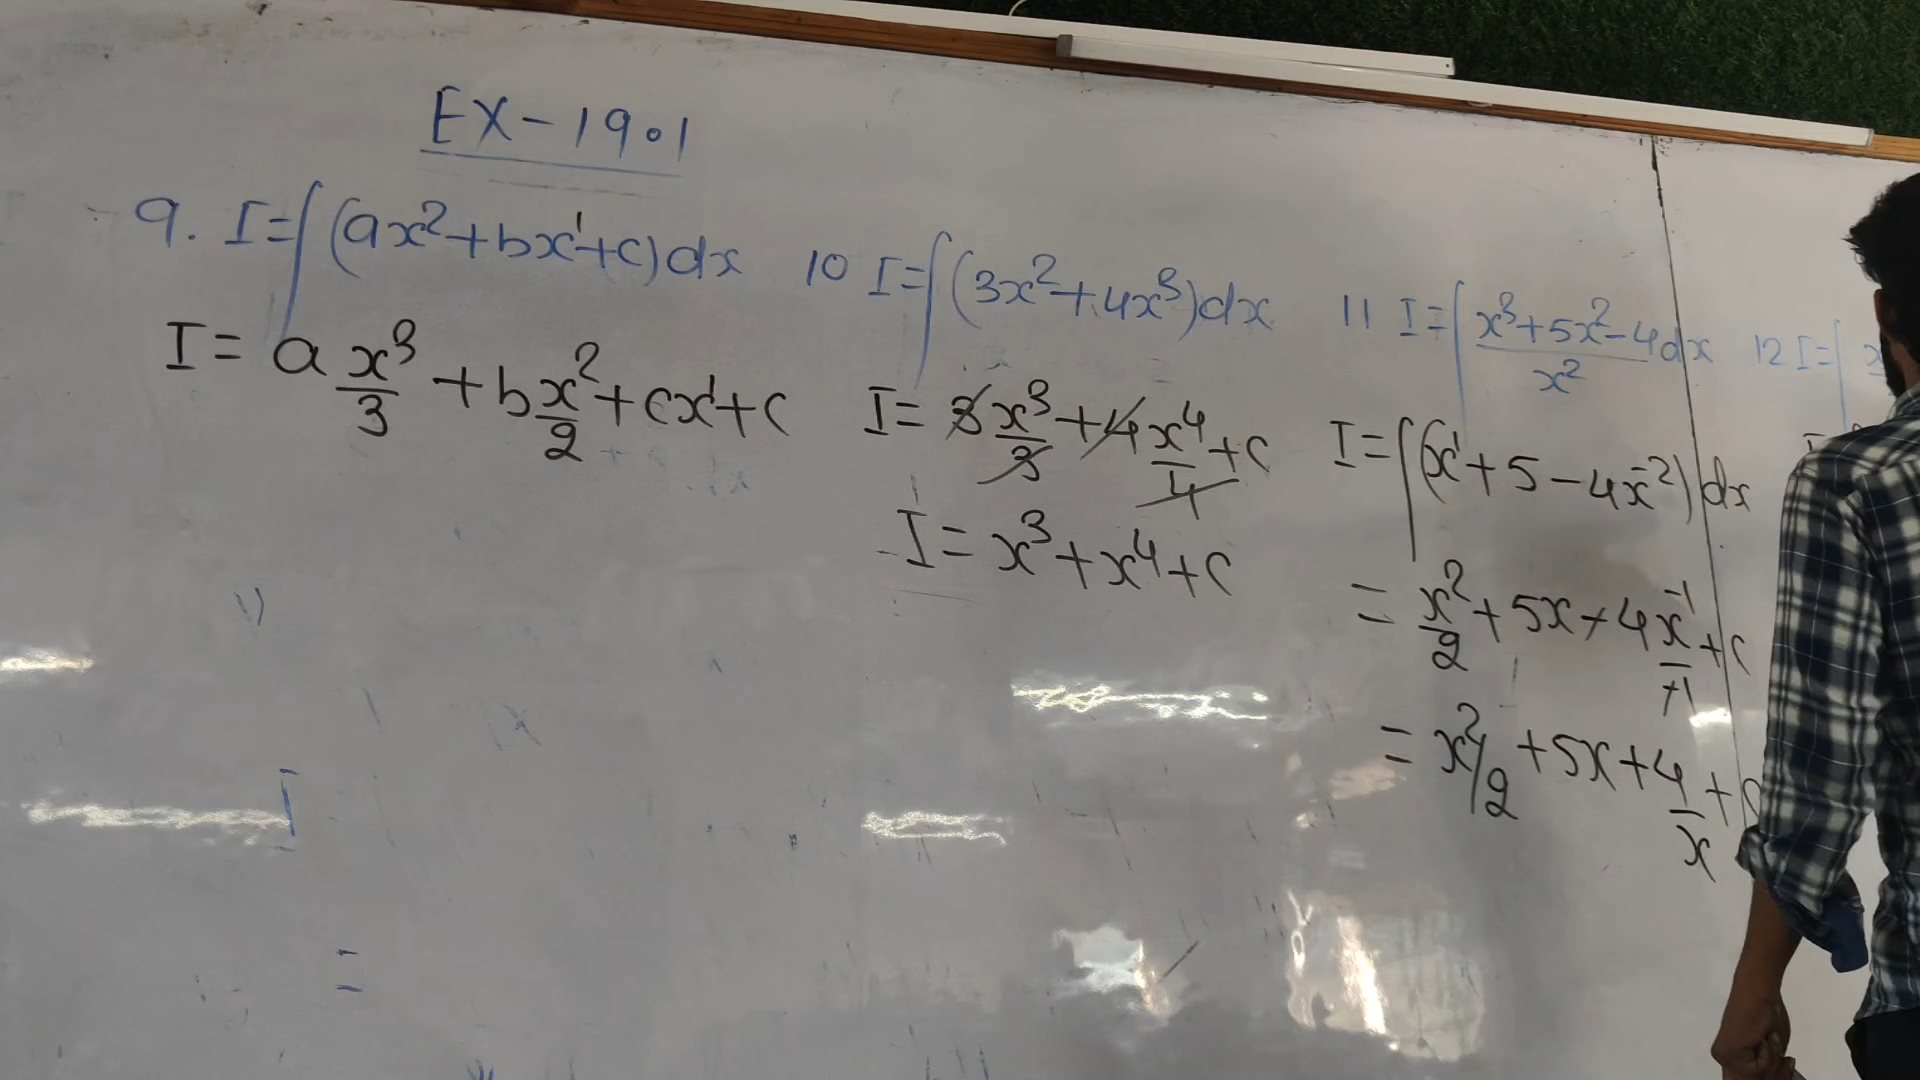 EX-19.1
9. I=∫(ax²+bx¹+c)dx
I= a x³/3 +b x²/2 +cx¹+c
10 I=∫(3x²+4x³)dx
I= 3 x³/3 +4 x⁴/4 +c
I= x³+x⁴+c
11 I=∫ x³+5x²-4/x² dx
I=∫(x¹+5-4x⁻²)dx
= x²/2 +5x+4 x⁻¹/+1 +c
= x²/2 +5x+4/x +c
12 I=∫